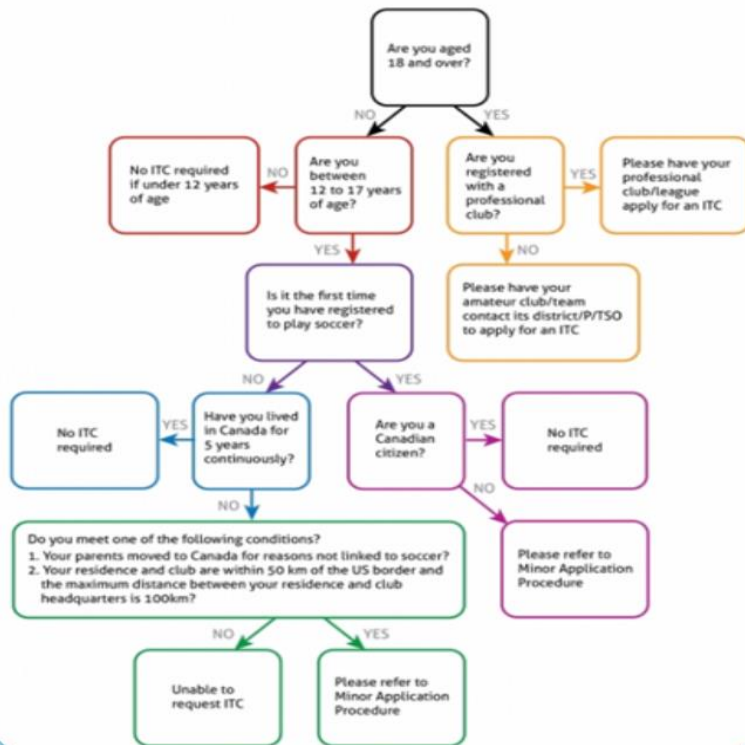 Are you aged
18 and over?
NO
YES
No ITC required
if under 12 years
of age
NO
Are you
between
12 to 17 years
of age?
Are you
registered
with a
professional
club?
YES
Please have your
professional
club/league
apply for an ITC
YES
NO
Is it the first time
you have registered
to play soccer?
Please have your
amateur club/team
contact its district/P/TSO
to apply for an ITC
NO
YES
No ITC
required
YES
Have you lived
in Canada for
5 years
continuously?
Are you a
Canadian
citizen?
YES
No ITC
required
NO
NO
Do you meet one of the following conditions?
1. Your parents moved to Canada for reasons not linked to soccer?
2. Your residence and club are within 50 km of the US border and
the maximum distance between your residence and club
headquarters is 100km?
Please refer to
Minor Application
Procedure
NO
YES
Unable to
request ITC
Please refer to
Minor Application
Procedure